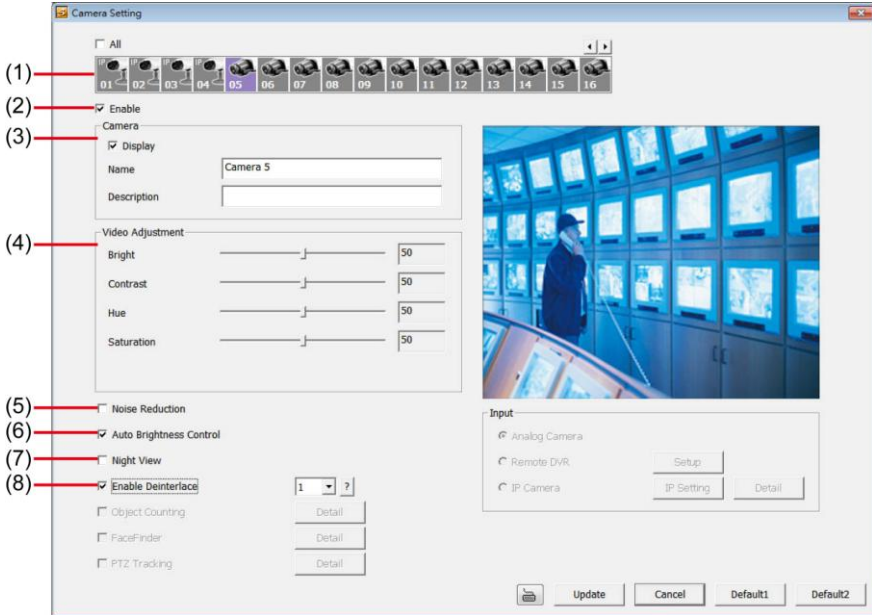 Camera Setting
All
(1)
IP IP IP IP
01 02 03 04 05 06 07 08 09 10 11 12 13 14 15 16
(2) Enable
(3) Camera
Display
Name Camera 5
Description
(4) Video Adjustment
Bright 50
Contrast 50
Hue 50
Saturation 50
(5) Noise Reduction
(6) Auto Brightness Control
(7) Night View
(8) Enable Deinterlace 1 ?
Object Counting Detail
FaceFinder Detail
PTZ Tracking Detail
Input
Analog Camera
Remote DVR Setup
IP Camera IP Setting Detail
Update Cancel Default1 Default2